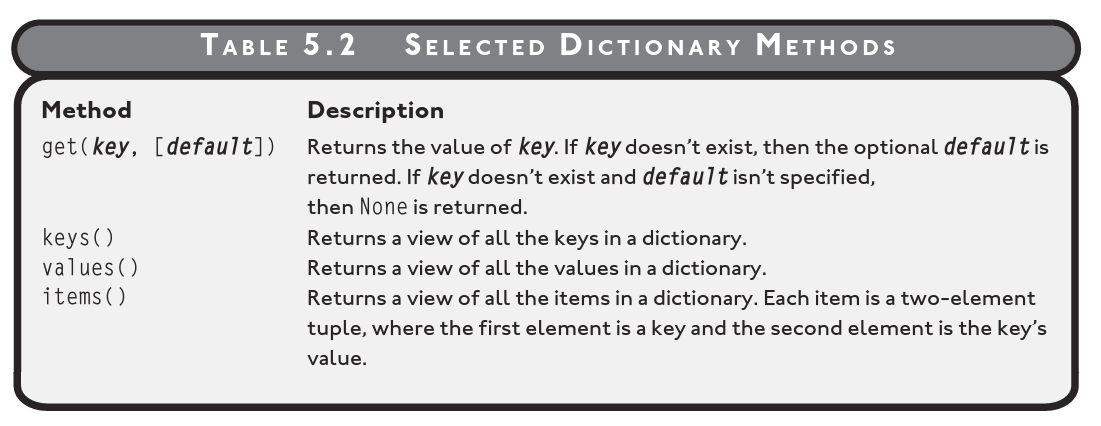 TABLE 5.2 SELECTED DICTIONARY METHODS
Method Description
get(key, [default]) Returns the value of key. If key doesn’t exist, then the optional default is
returned. If key doesn’t exist and default isn’t specified,
then None is returned.
keys() Returns a view of all the keys in a dictionary.
values() Returns a view of all the values in a dictionary.
items() Returns a view of all the items in a dictionary. Each item is a two-element
tuple, where the first element is a key and the second element is the key’s
value.